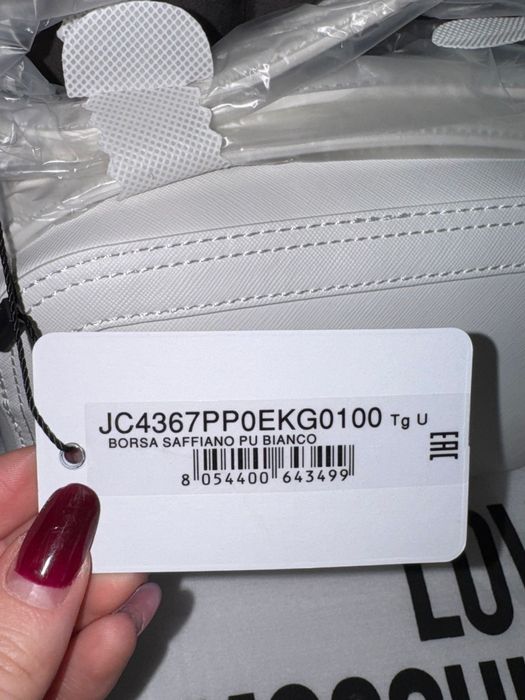 JC4367PP0EKG0100 Tg U
BORSA SAFFIANO PU BIANCO
EAC
8 054400 643499